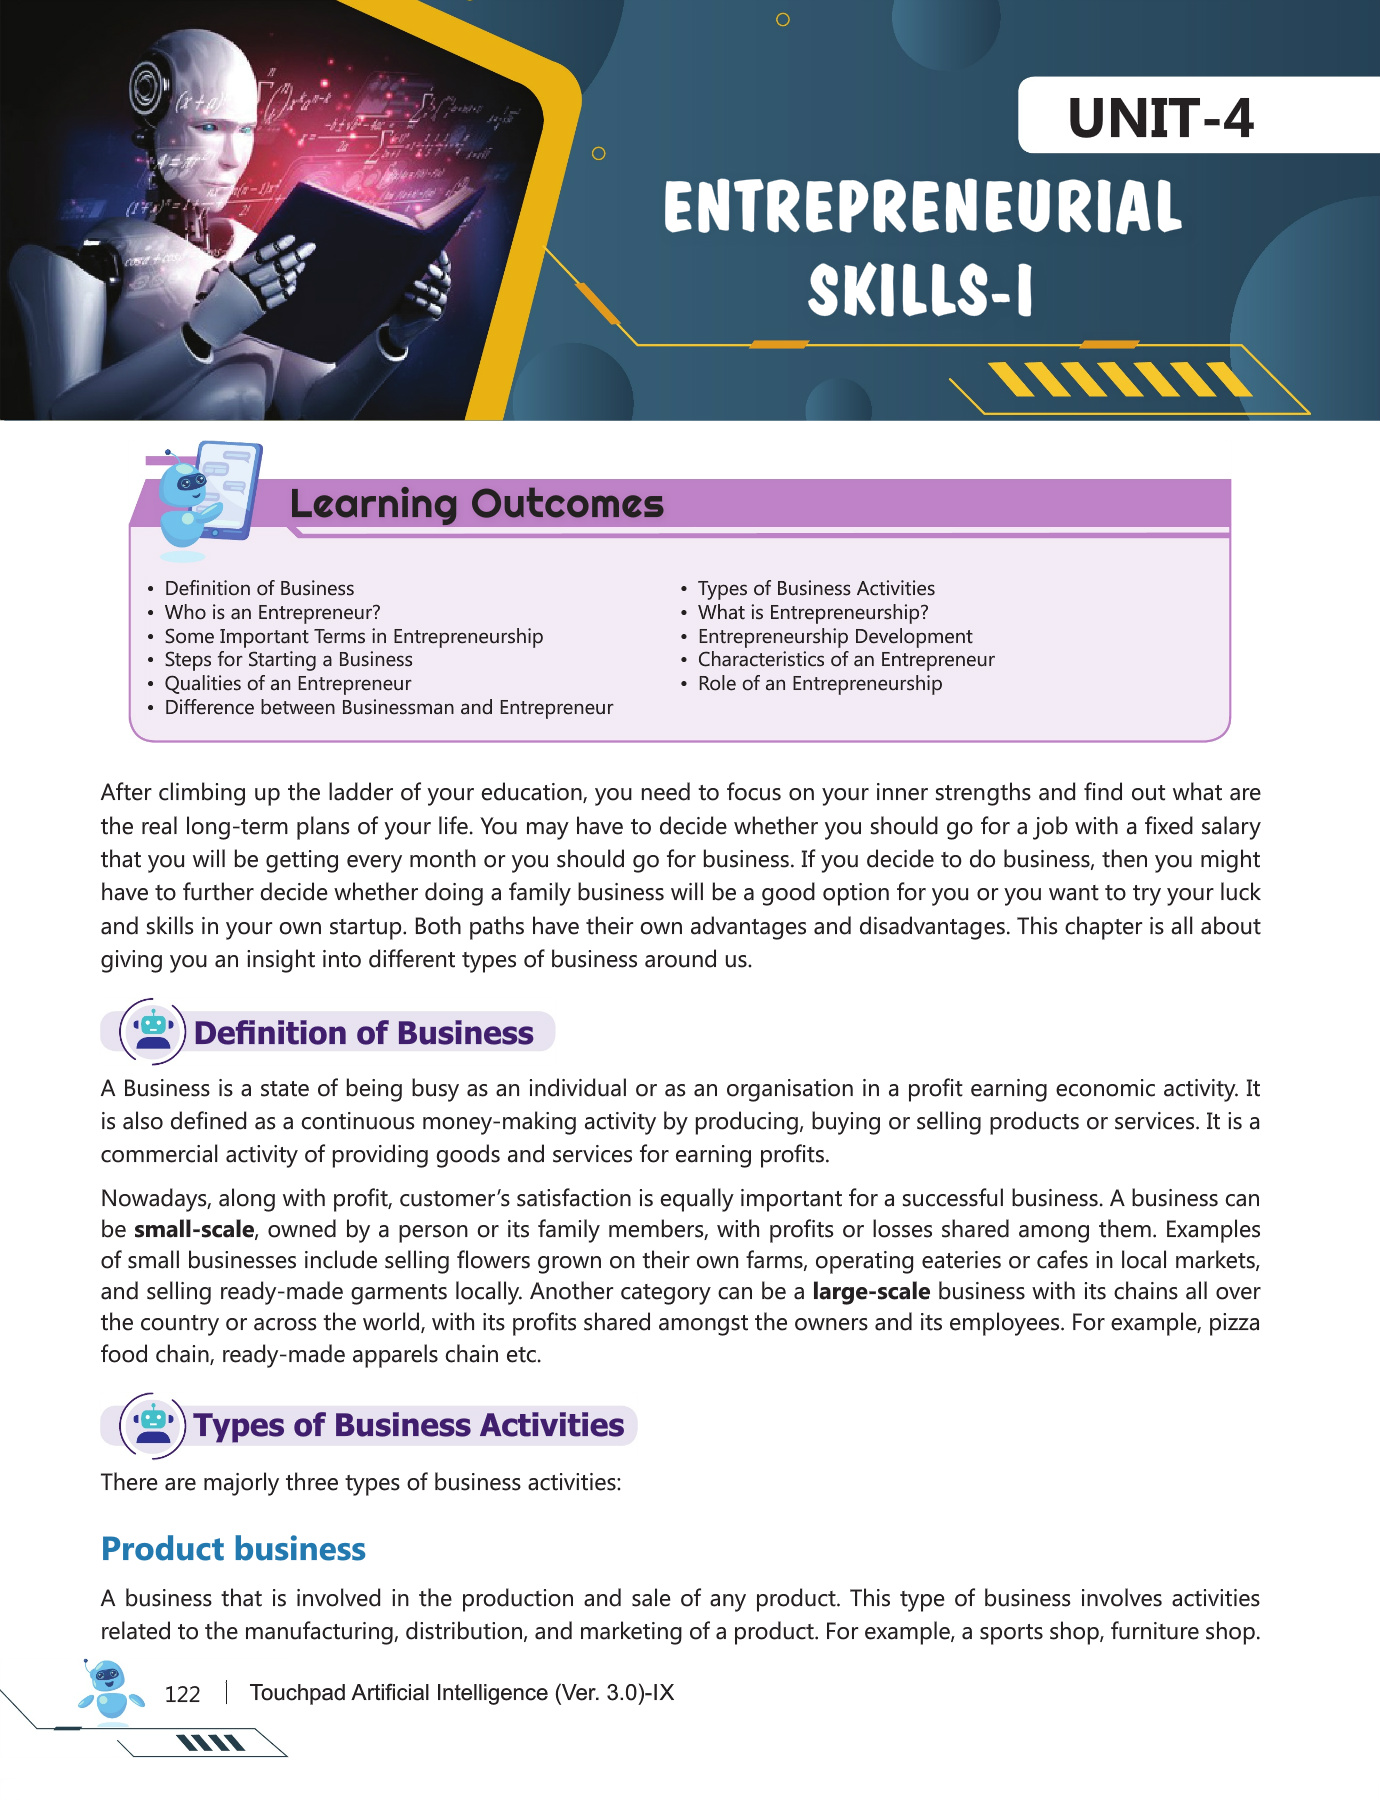 UNIT-4
ENTREPRENEURIAL
SKILLS-I
Learning Outcomes
• Definition of Business
• Who is an Entrepreneur?
• Some Important Terms in Entrepreneurship
• Steps for Starting a Business
• Qualities of an Entrepreneur
• Difference between Businessman and Entrepreneur
• Types of Business Activities
• What is Entrepreneurship?
• Entrepreneurship Development
• Characteristics of an Entrepreneur
• Role of an Entrepreneurship
After climbing up the ladder of your education, you need to focus on your inner strengths and find out what are
the real long-term plans of your life. You may have to decide whether you should go for a job with a fixed salary
that you will be getting every month or you should go for business. If you decide to do business, then you might
have to further decide whether doing a family business will be a good option for you or you want to try your luck
and skills in your own startup. Both paths have their own advantages and disadvantages. This chapter is all about
giving you an insight into different types of business around us.
Definition of Business
A Business is a state of being busy as an individual or as an organisation in a profit earning economic activity. It
is also defined as a continuous money-making activity by producing, buying or selling products or services. It is a
commercial activity of providing goods and services for earning profits.
Nowadays, along with profit, customer’s satisfaction is equally important for a successful business. A business can
be small-scale, owned by a person or its family members, with profits or losses shared among them. Examples
of small businesses include selling flowers grown on their own farms, operating eateries or cafes in local markets,
and selling ready-made garments locally. Another category can be a large-scale business with its chains all over
the country or across the world, with its profits shared amongst the owners and its employees. For example, pizza
food chain, ready-made apparels chain etc.
Types of Business Activities
There are majorly three types of business activities:
Product business
A business that is involved in the production and sale of any product. This type of business involves activities
related to the manufacturing, distribution, and marketing of a product. For example, a sports shop, furniture shop.
122 | Touchpad Artificial Intelligence (Ver. 3.0)-IX